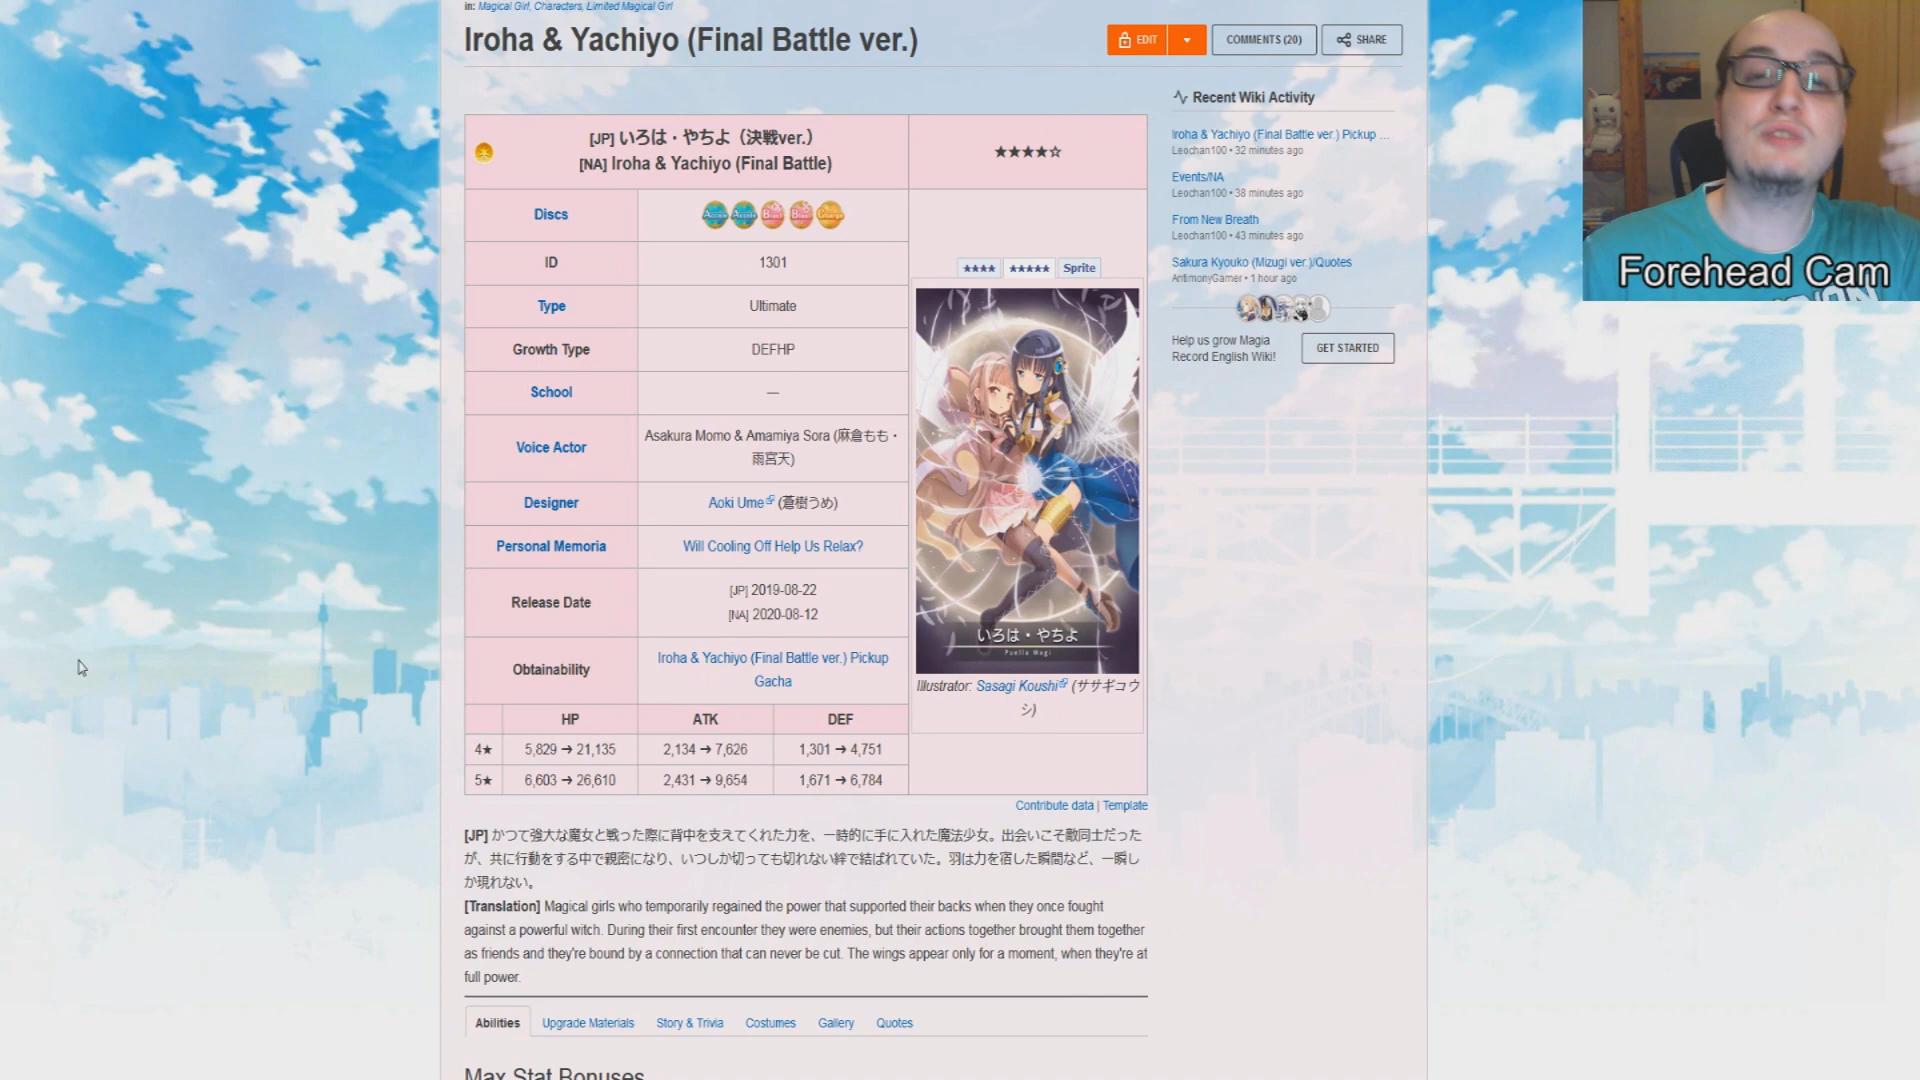 in: Magical Girl, Characters, Limited Magical Girl
Iroha & Yachiyo (Final Battle ver.)
EDIT
COMMENTS (20)
SHARE
[JP] いろは・やちよ（決戦ver.）
[NA] Iroha & Yachiyo (Final Battle)
★★★★☆
Discs
Accele Accele Blast Blast Charge
ID
1301
Type
Ultimate
Growth Type
DEFHP
School
—
Voice Actor
Asakura Momo & Amamiya Sora (麻倉もも・
雨宮天)
Designer
Aoki Ume (蒼樹うめ)
Personal Memoria
Will Cooling Off Help Us Relax?
Release Date
[JP] 2019-08-22
[NA] 2020-08-12
Obtainability
Iroha & Yachiyo (Final Battle ver.) Pickup
Gacha
HP ATK DEF
4★ 5,829 → 21,135 2,134 → 7,626 1,301 → 4,751
5★ 6,603 → 26,610 2,431 → 9,654 1,671 → 6,784
★★★★ ★★★★★ Sprite
いろは・やちよ
Puella Magi
Illustrator: Sasagi Koushi (ササギコウ
シ)
Contribute data | Template
[JP] かつて強大な魔女と戦った際に背中を支えてくれた力を、一時的に手に入れた魔法少女。出会いこそ敵同士だった
が、共に行動をする中で親密になり、いつしか切っても切れない絆で結ばれていた。羽は力を宿した瞬間など、一瞬し
か現れない。
[Translation] Magical girls who temporarily regained the power that supported their backs when they once fought
against a powerful witch. During their first encounter they were enemies, but their actions together brought them together
as friends and they're bound by a connection that can never be cut. The wings appear only for a moment, when they're at
full power.
Abilities Upgrade Materials Story & Trivia Costumes Gallery Quotes
Max Stat Bonuses
Recent Wiki Activity
Iroha & Yachiyo (Final Battle ver.) Pickup ...
Leochan100 • 32 minutes ago
Events/NA
Leochan100 • 38 minutes ago
From New Breath
Leochan100 • 43 minutes ago
Sakura Kyouko (Mizugi ver.)/Quotes
AntimonyGamer • 1 hour ago
Help us grow Magia
Record English Wiki!
GET STARTED
Forehead Cam